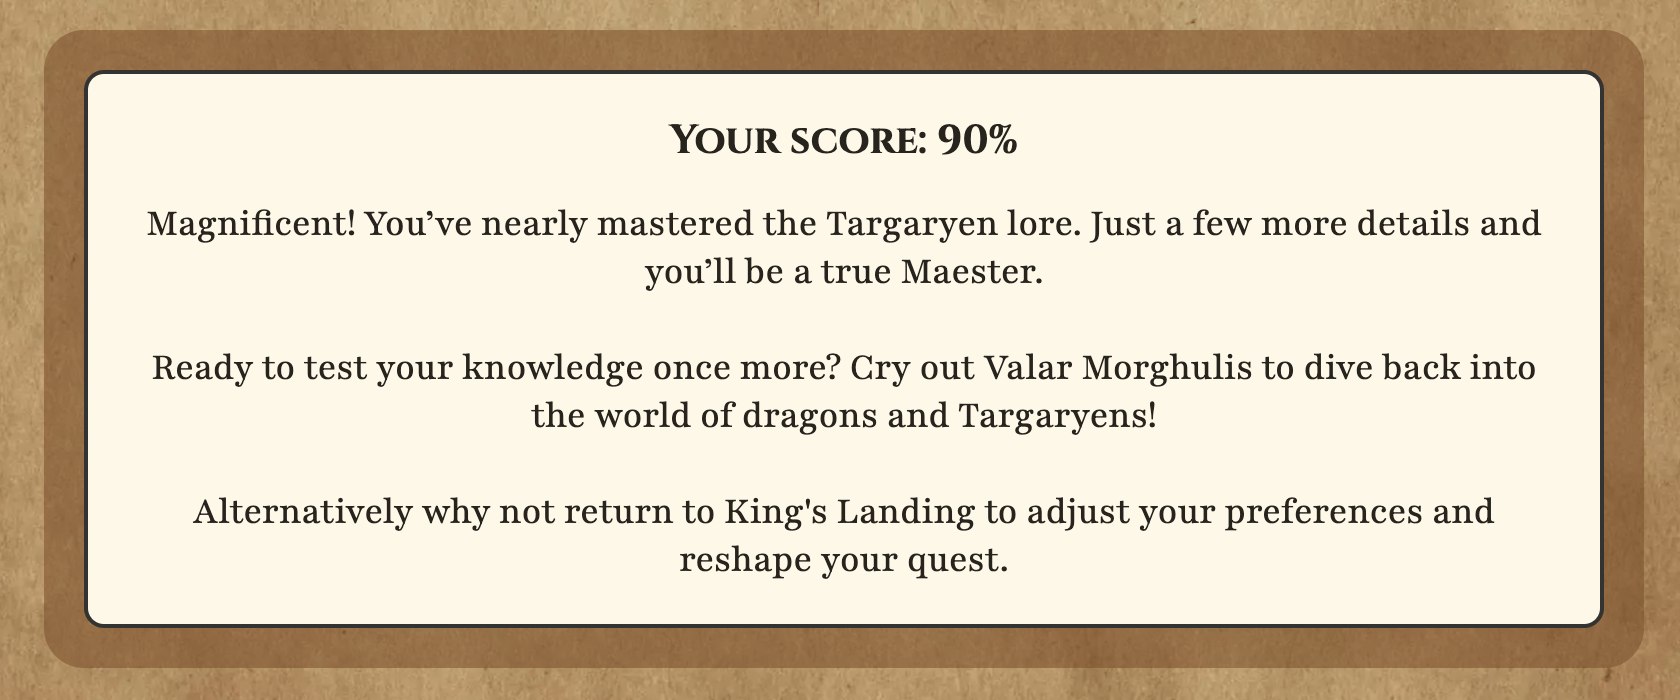 Your score: 90%
Magnificent! You’ve nearly mastered the Targaryen lore. Just a few more details and
you’ll be a true Maester.
Ready to test your knowledge once more? Cry out Valar Morghulis to dive back into
the world of dragons and Targaryens!
Alternatively why not return to King's Landing to adjust your preferences and
reshape your quest.